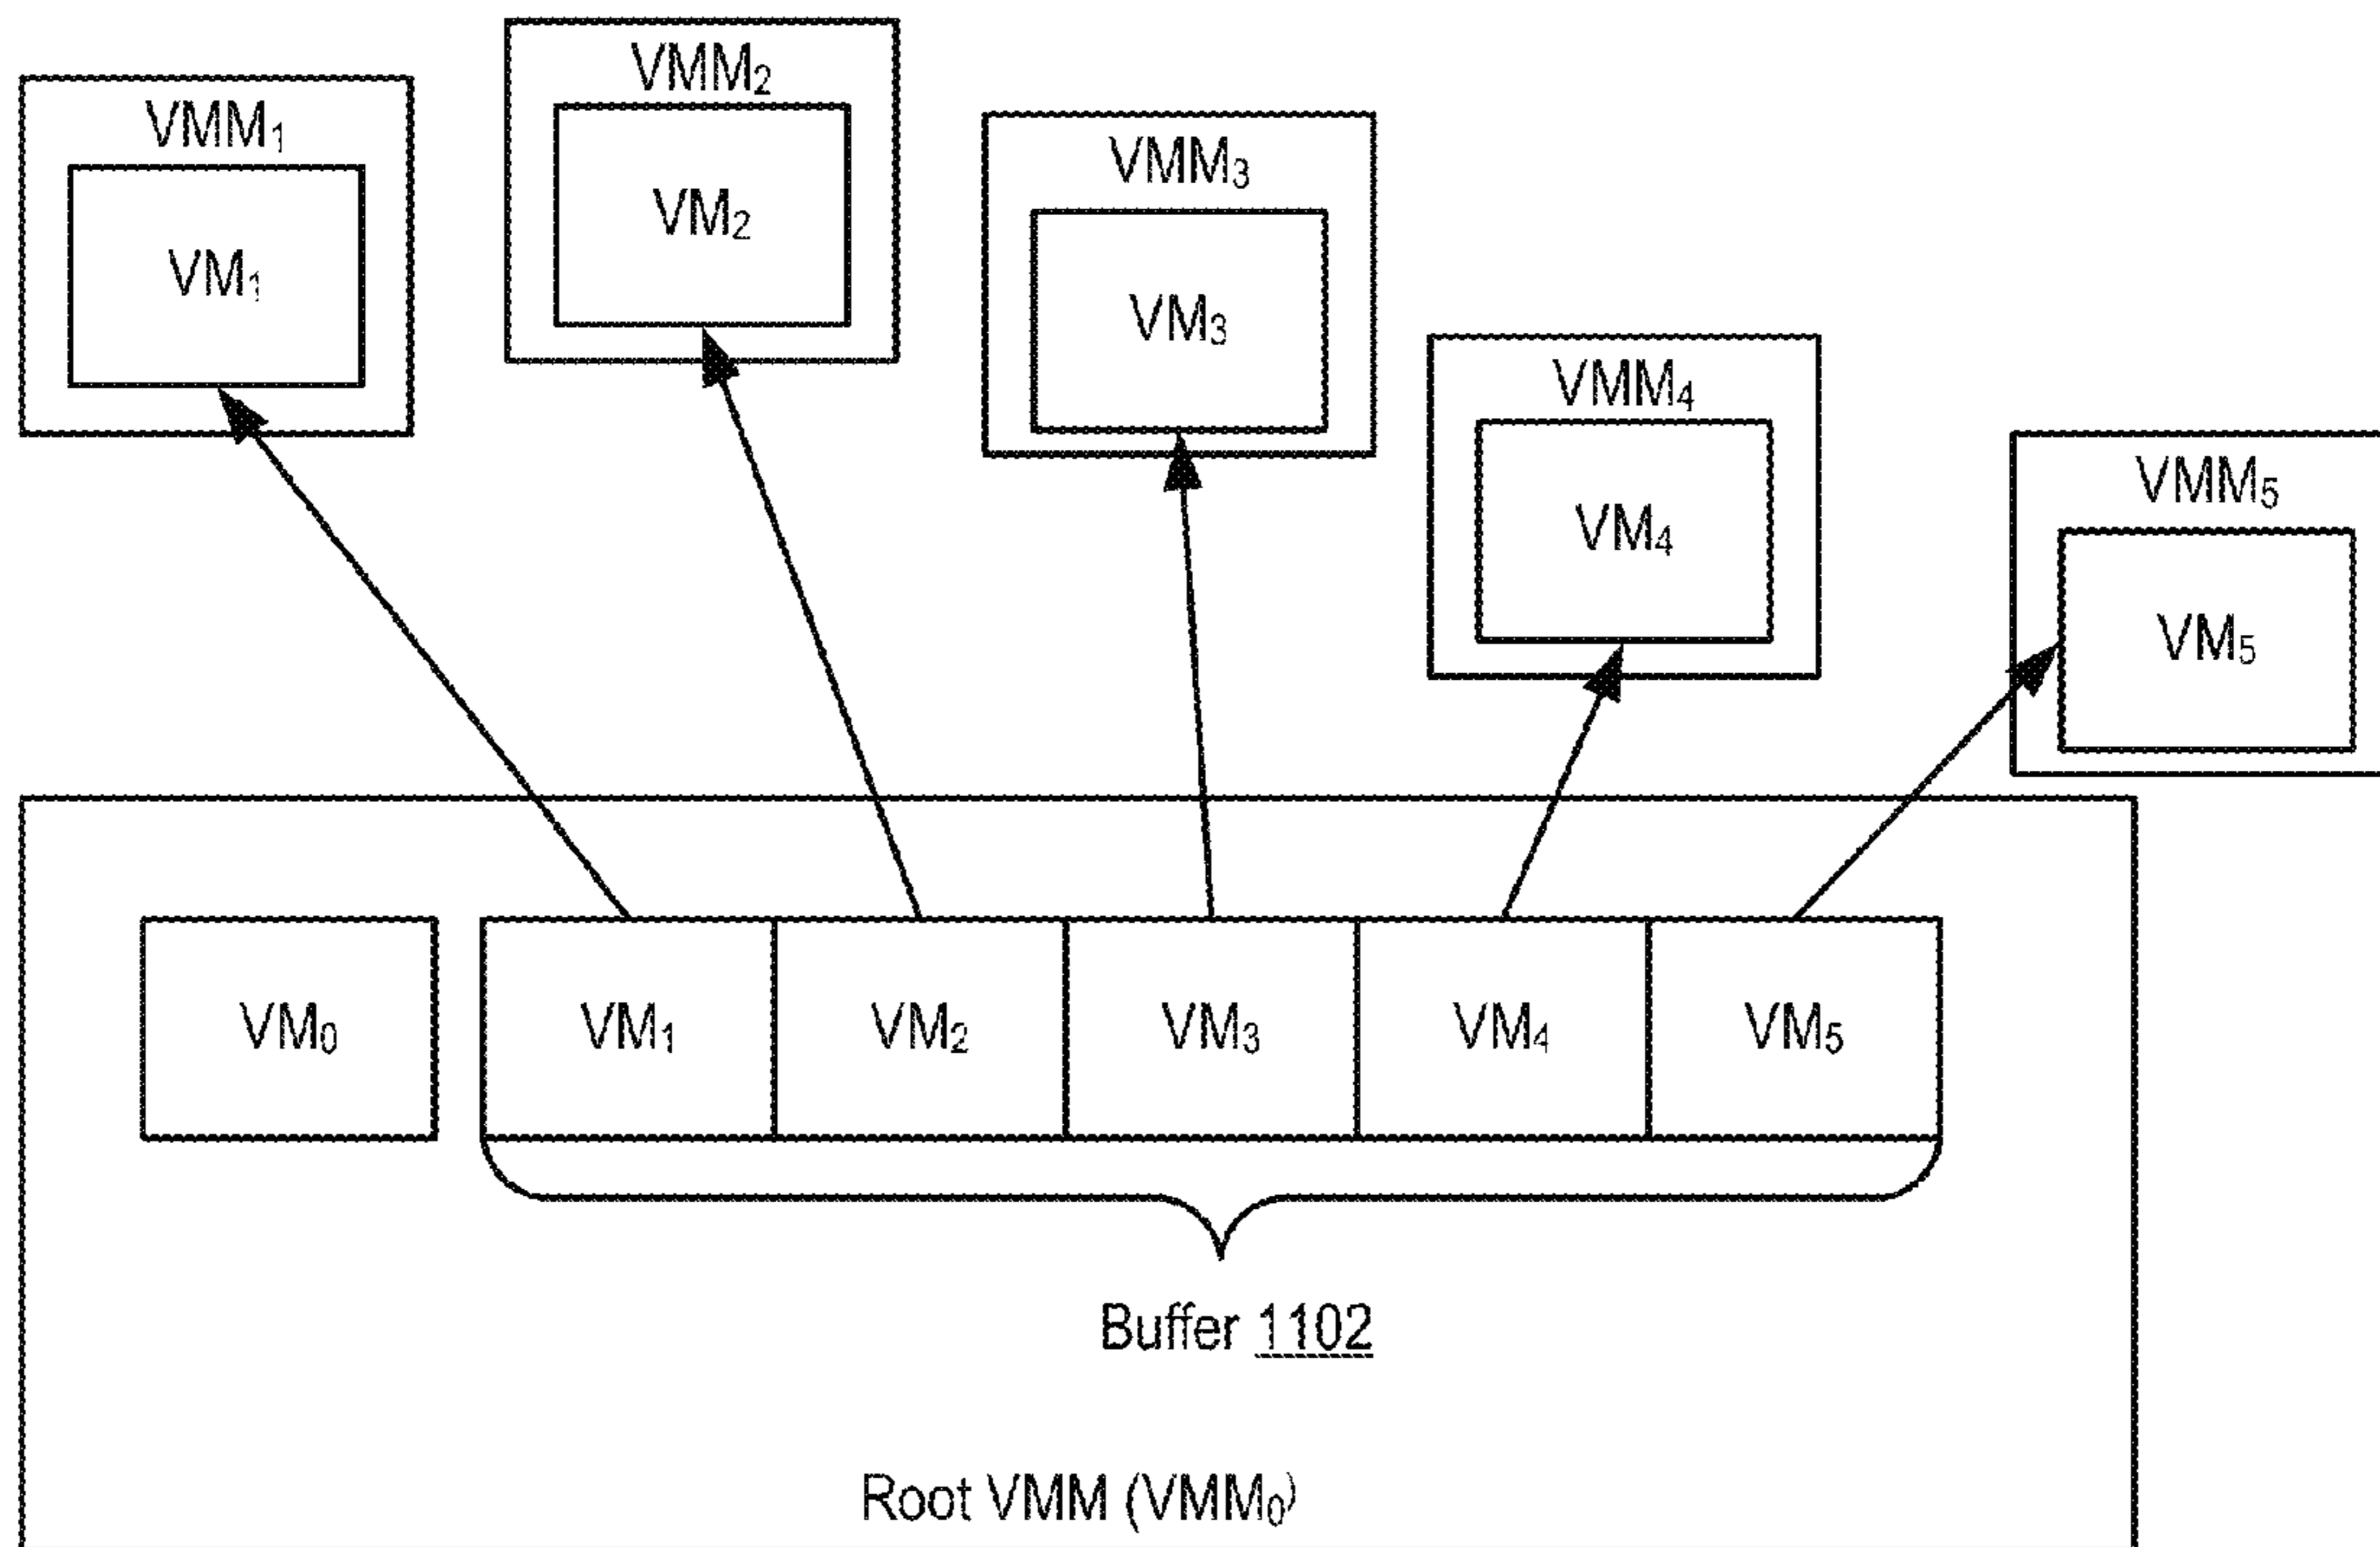 VMM₂
VMM₁
VMM₃
VM₂
VM₁
VM₃
VMM₄
VMM₅
VM₄
VM₅
VM₀ VM₁ VM₂ VM₃ VM₄ VM₅
Buffer 1102
Root VMM (VMM₀)